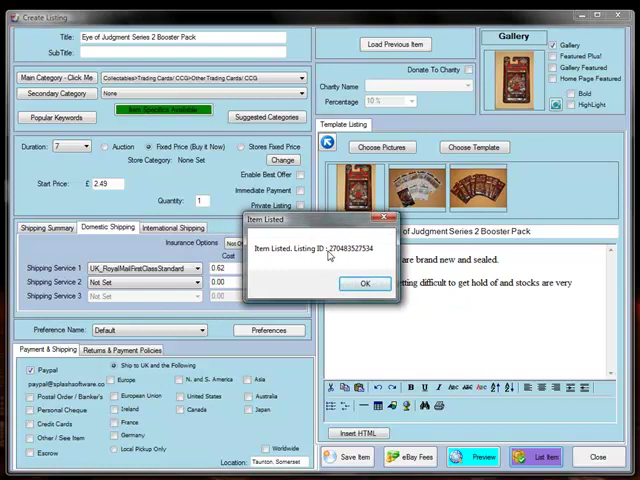 Create Listing
Title: Eye of Judgment Series 2 Booster Pack
SubTitle:
Main Category - Click Me Collectables>Trading Cards/ CCG>Other Trading Cards/ CCG
Secondary Category None
Popular Keywords Item Specifics Available Suggested Categories
Duration: 7 Auction Fixed Price (Buy it Now) Stores Fixed Price
Store Category: None Set Change
Enable Best Offer
Start Price: £ 2.49 Immediate Payment
Quantity: 1 Private Listing
Shipping Summary Domestic Shipping International Shipping
Insurance Options Not O
Cost
Shipping Service 1 UK_RoyalMailFirstClassStandard 0.62
Shipping Service 2 Not Set 0.00
Shipping Service 3 Not Set 0.00
Preference Name: Default Preferences
Payment & Shipping Returns & Payment Policies
Paypal
paypal@splashsoftware.co
Postal Order/ Banker's
Personal Cheque
Credit Cards
Other / See Item
Escrow
Ship to UK and the Following
Europe N. and S. America Asia
European Union United States Australia
Ireland Canada Japan
France
Germany
Local Pickup Only Worldwide
Location: Taunton, Somerset
Load Previous Item
Donate To Charity
Charity Name
Percentage 10 %
Gallery
Gallery
Featured Plus!
Gallery Featured
Home Page Featured
Bold
HighLight
Template Listing
Choose Pictures Choose Template
of Judgment Series 2 Booster Pack
are brand new and sealed.
tting difficult to get hold of and stocks are very
Item Listed
Item Listed. Listing ID : 270483527534
OK
B U I ABC ABC ABC
Insert HTML
Save Item eBay Fees Preview List Item Close